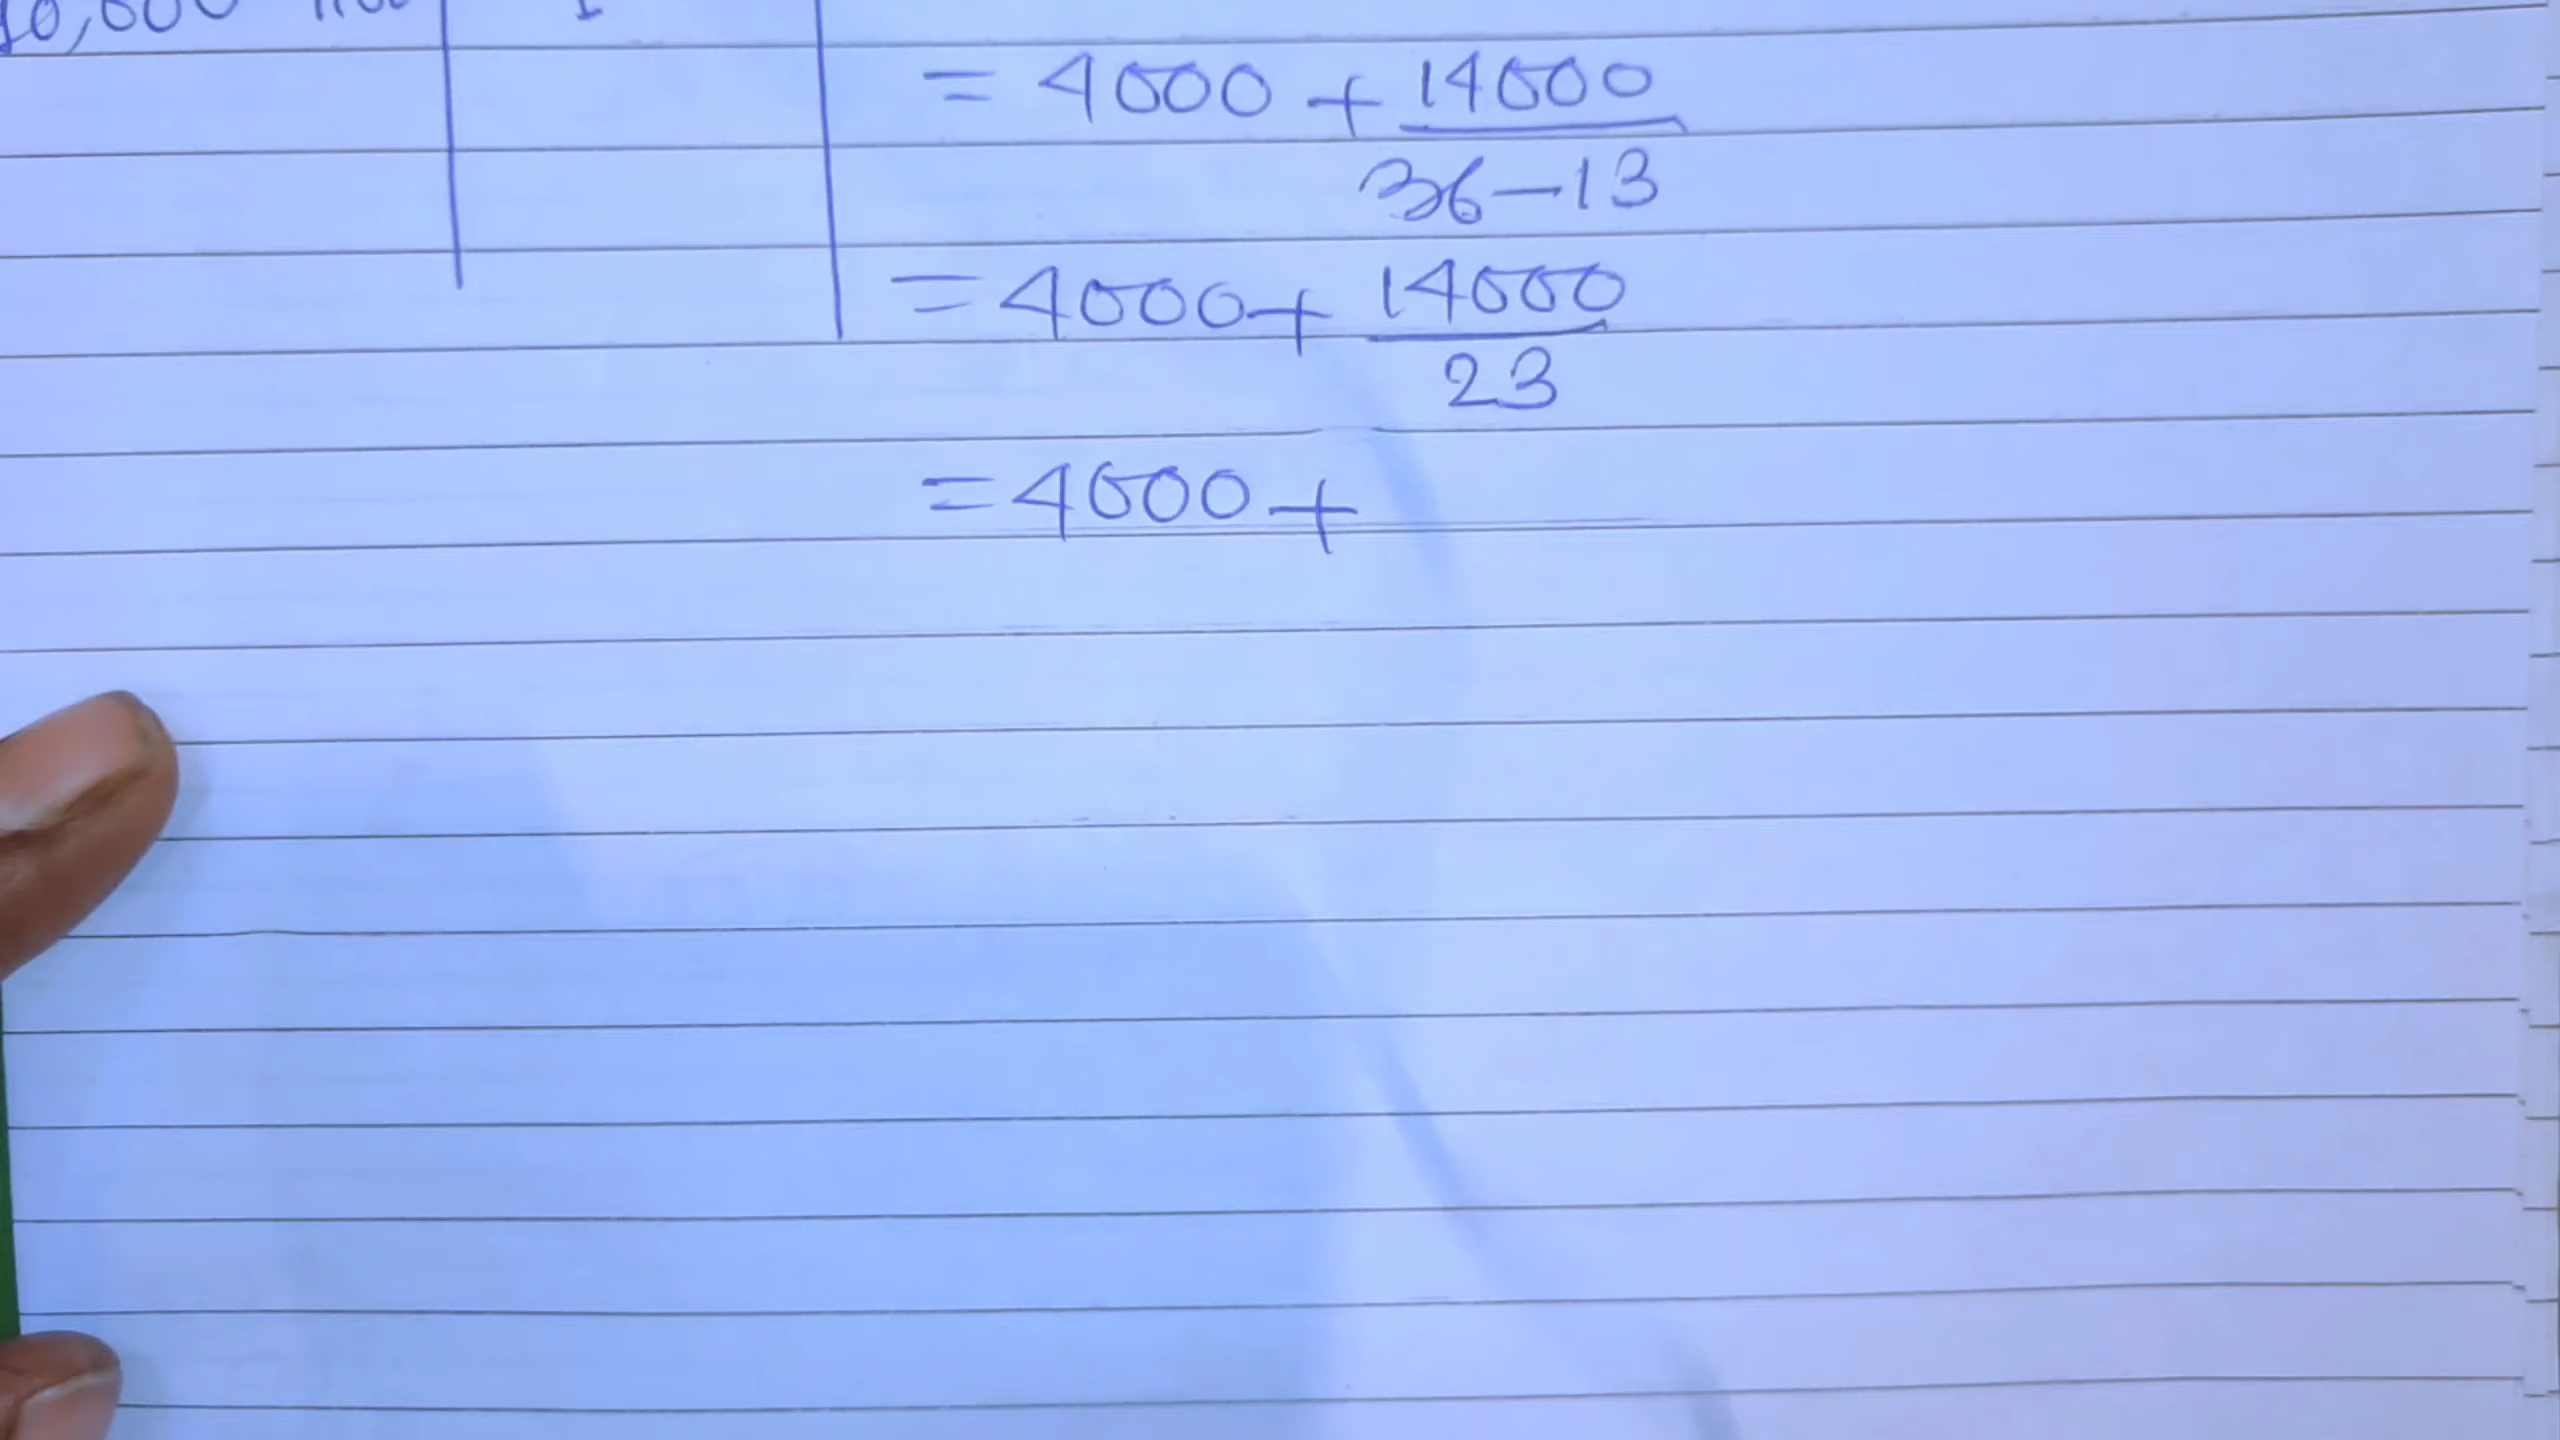 = 4000 + 14000
36-13
= 4000 + 14000
23
= 4000 +